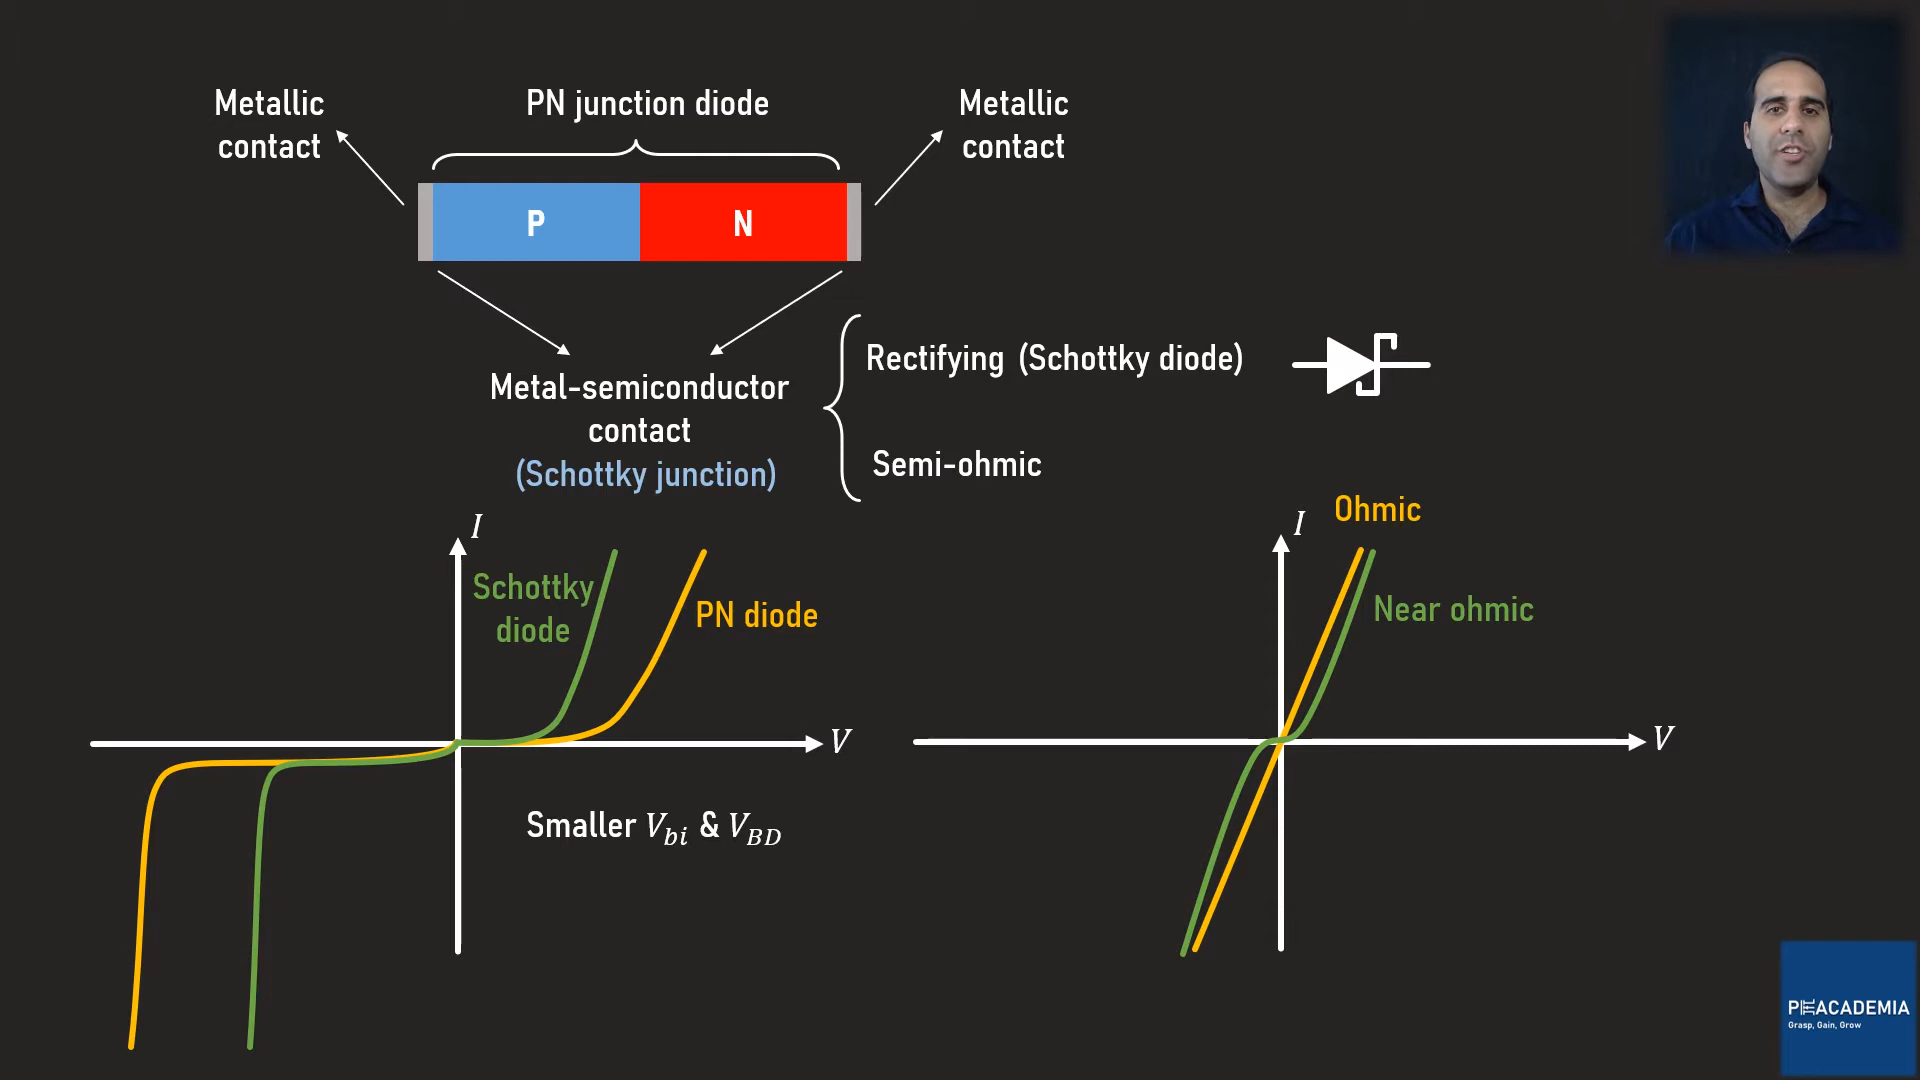 Metallic
contact
PN junction diode
Metallic
contact
P
N
Metal-semiconductor
contact
(Schottky junction)
Rectifying (Schottky diode)
Semi-ohmic
I
Schottky
diode
PN diode
V
Smaller V_bi & V_BD
I
Ohmic
Near ohmic
V
ACADEMIA
Grasp, Gain, Grow